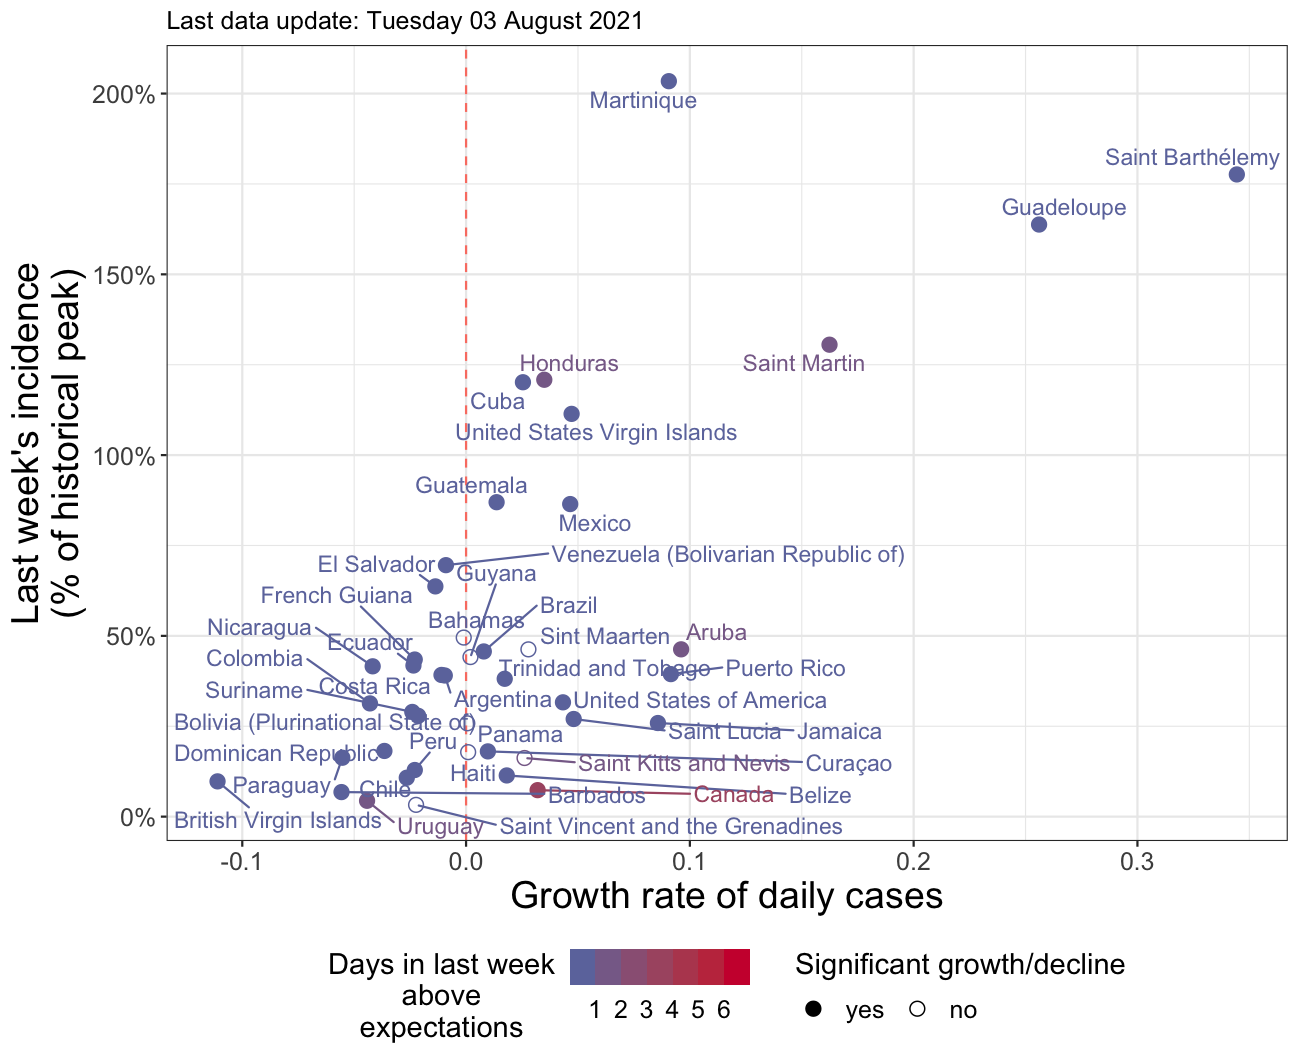 Last data update: Tuesday 03 August 2021
Last week's incidence
(% of historical peak)
200%
150%
100%
50%
0%
Martinique
Saint Barthélemy
Guadeloupe
Honduras
Saint Martin
Cuba
United States Virgin Islands
Guatemala
Mexico
Venezuela (Bolivarian Republic of)
El Salvador
Guyana
French Guiana
Brazil
Bahamas
Nicaragua
Ecuador
Sint Maarten
Aruba
Colombia
Trinidad and Tobago
Puerto Rico
Suriname
Costa Rica
Argentina
United States of America
Bolivia (Plurinational State of)
Saint Lucia
Jamaica
Peru
Panama
Dominican Republic
Saint Kitts and Nevis
Curaçao
Haiti
Paraguay
Chile
Barbados
Canada
Belize
British Virgin Islands
Uruguay
Saint Vincent and the Grenadines
-0.1
0.0
0.1
0.2
0.3
Growth rate of daily cases
Days in last week
above
expectations
1 2 3 4 5 6
Significant growth/decline
yes
no